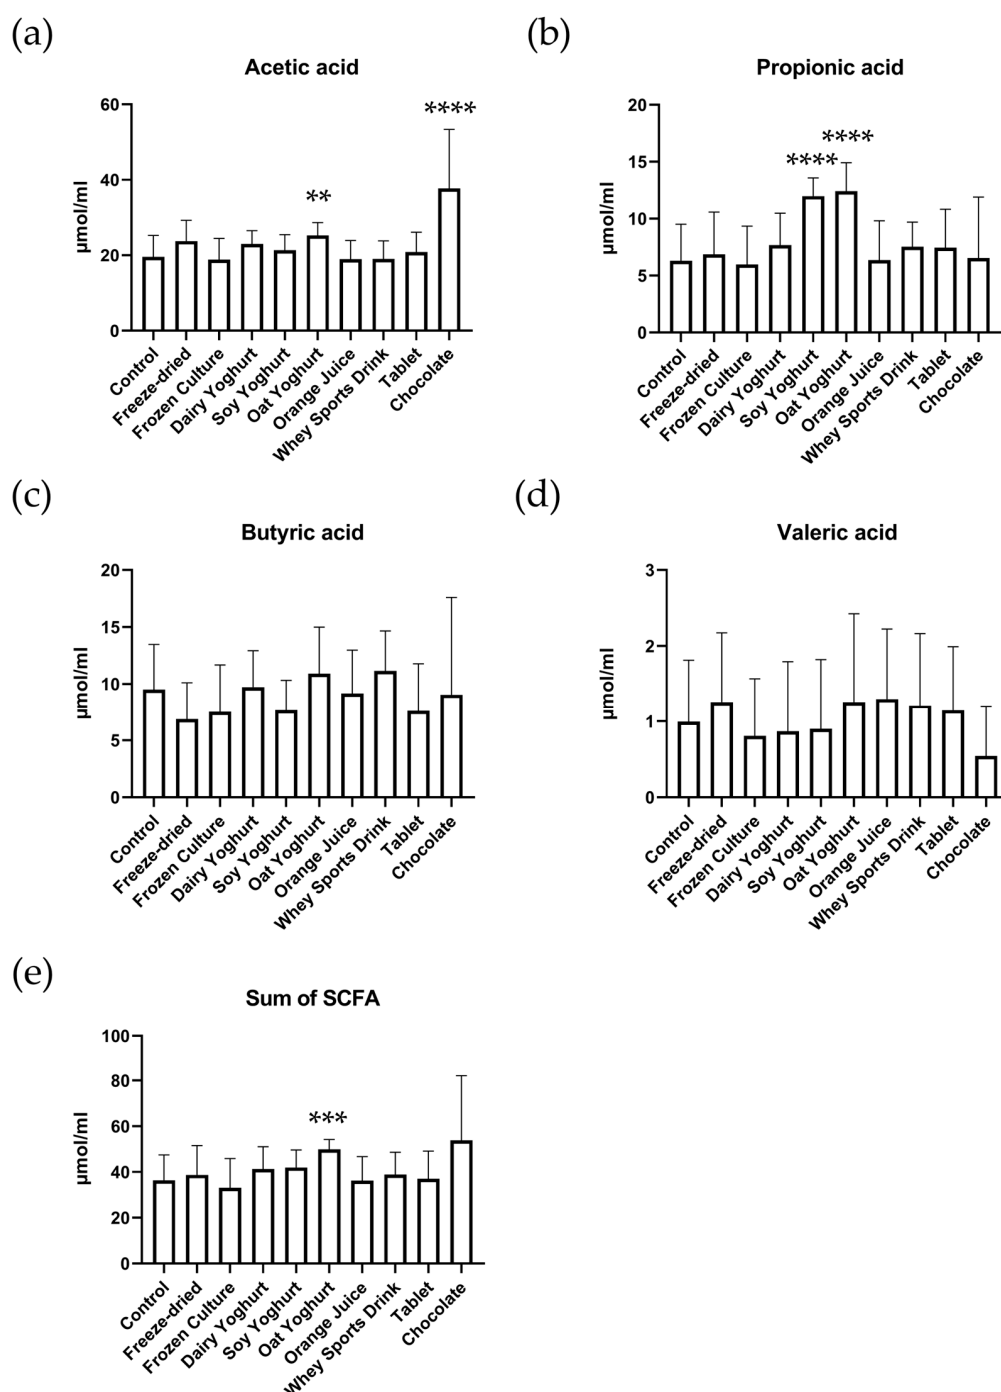 (a)
Acetic acid
60
40
20
0
µmol/ml
**
****
Control
Freeze-dried
Frozen Culture
Dairy Yoghurt
Soy Yoghurt
Oat Yoghurt
Orange Juice
Whey Sports Drink
Tablet
Chocolate
(b)
Propionic acid
20
15
10
5
0
µmol/ml
****
****
Control
Freeze-dried
Frozen Culture
Dairy Yoghurt
Soy Yoghurt
Oat Yoghurt
Orange Juice
Whey Sports Drink
Tablet
Chocolate
(c)
Butyric acid
20
15
10
5
0
µmol/ml
Control
Freeze-dried
Frozen Culture
Dairy Yoghurt
Soy Yoghurt
Oat Yoghurt
Orange Juice
Whey Sports Drink
Tablet
Chocolate
(d)
Valeric acid
3
2
1
0
µmol/ml
Control
Freeze-dried
Frozen Culture
Dairy Yoghurt
Soy Yoghurt
Oat Yoghurt
Orange Juice
Whey Sports Drink
Tablet
Chocolate
(e)
Sum of SCFA
100
80
60
40
20
0
µmol/ml
***
Control
Freeze-dried
Frozen Culture
Dairy Yoghurt
Soy Yoghurt
Oat Yoghurt
Orange Juice
Whey Sports Drink
Tablet
Chocolate